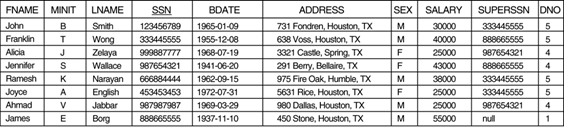 FNAME MINIT LNAME SSN BDATE ADDRESS SEX SALARY SUPERSSN DNO
John B Smith 123456789 1965-01-09 731 Fondren, Houston, TX M 30000 333445555 5
Franklin T Wong 333445555 1955-12-08 638 Voss, Houston, TX M 40000 888665555 5
Alicia J Zelaya 999887777 1968-07-19 3321 Castle, Spring, TX F 25000 987654321 4
Jennifer S Wallace 987654321 1941-06-20 291 Berry, Bellaire, TX F 43000 888665555 4
Ramesh K Narayan 666884444 1962-09-15 975 Fire Oak, Humble, TX M 38000 333445555 5
Joyce A English 453453453 1972-07-31 5631 Rice, Houston, TX F 25000 333445555 5
Ahmad V Jabbar 987987987 1969-03-29 980 Dallas, Houston, TX M 25000 987654321 4
James E Borg 888665555 1937-11-10 450 Stone, Houston, TX M 55000 null 1